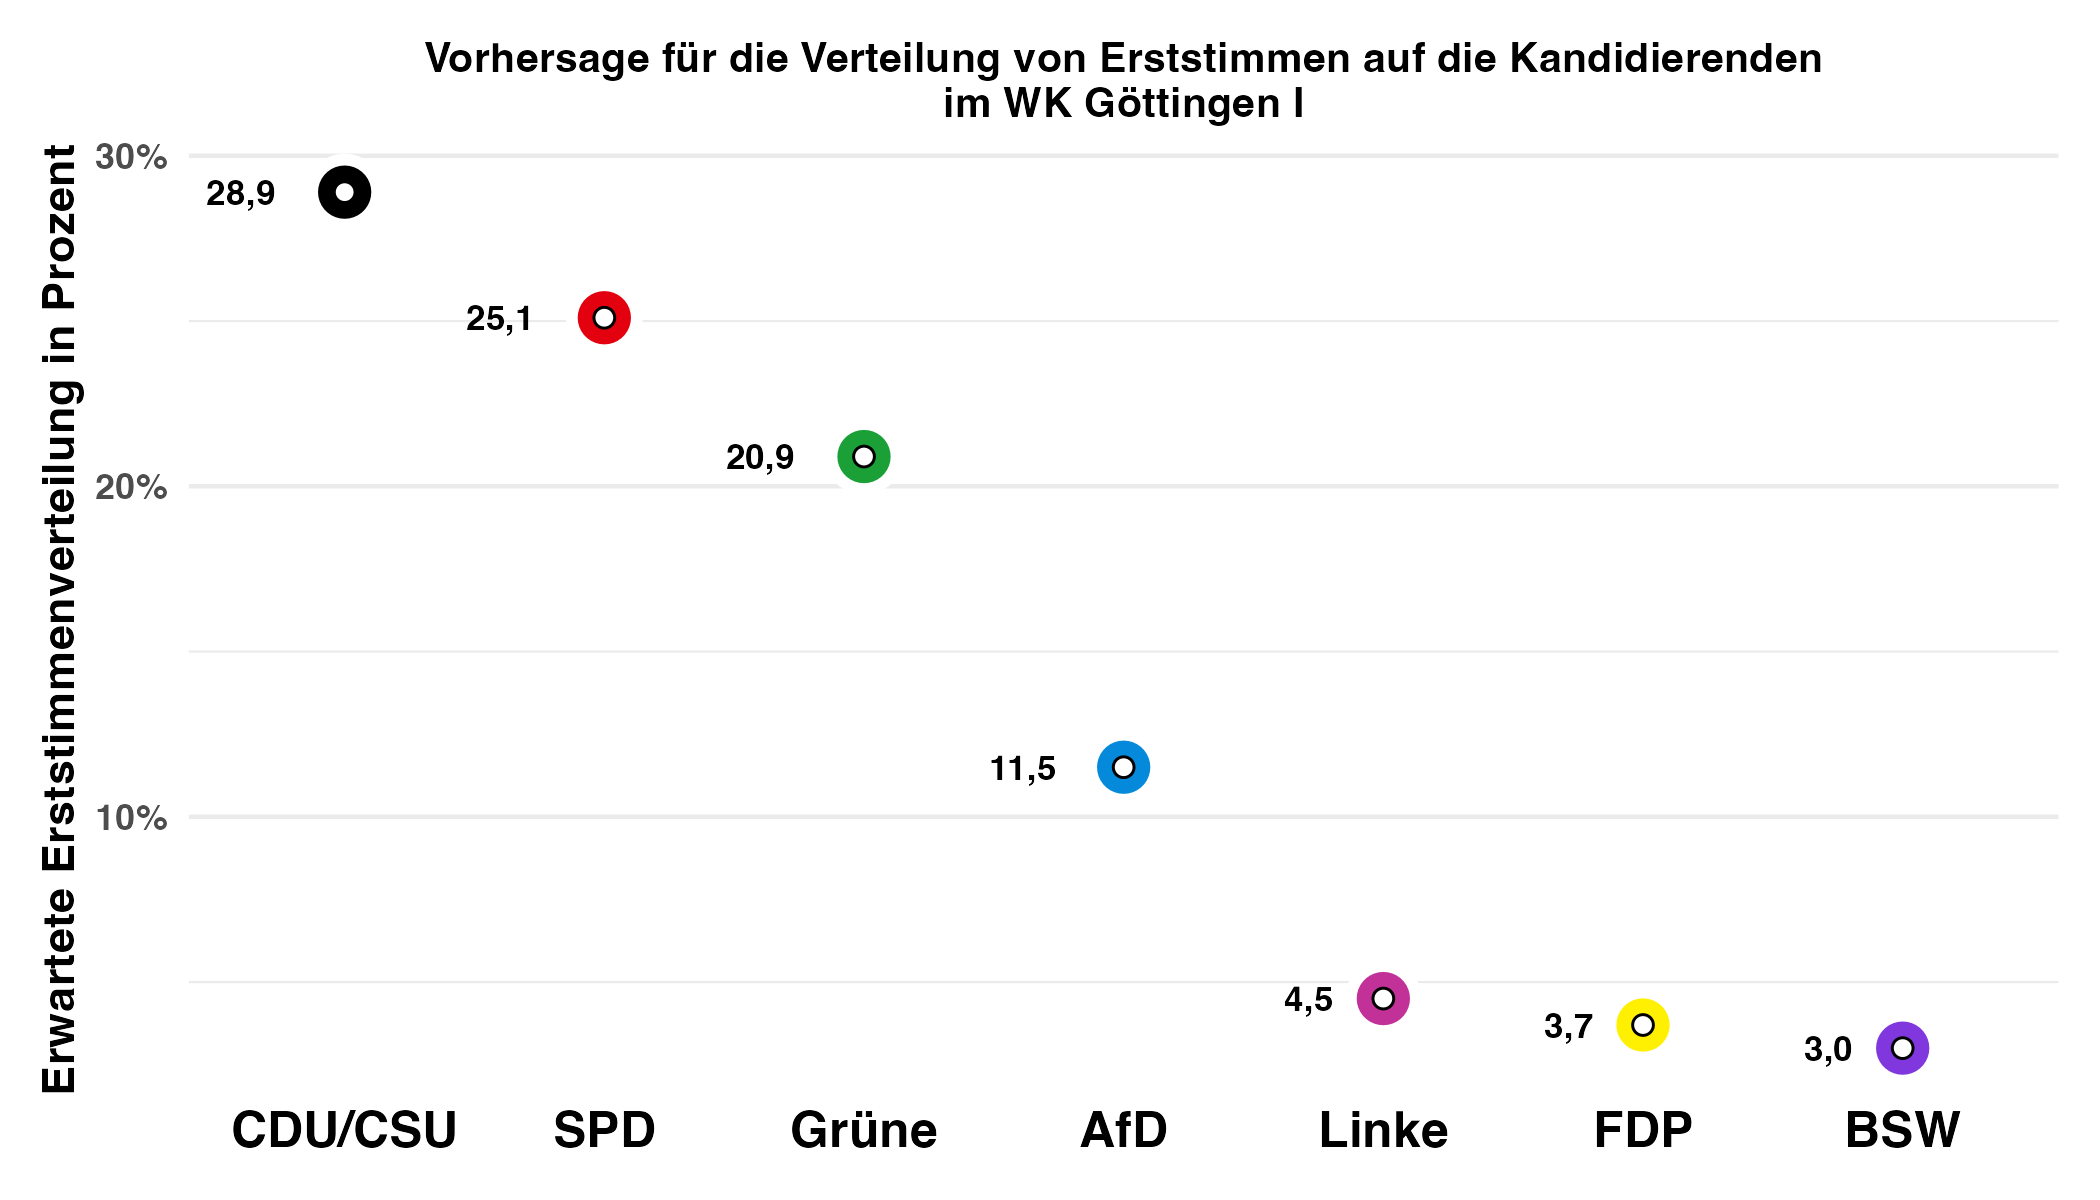 Vorhersage für die Verteilung von Erststimmen auf die Kandidierenden
im WK Göttingen I
Erwartete Erststimmenverteilung in Prozent
30%
20%
10%
28,9
25,1
20,9
11,5
4,5
3,7
3,0
CDU/CSU
SPD
Grüne
AfD
Linke
FDP
BSW